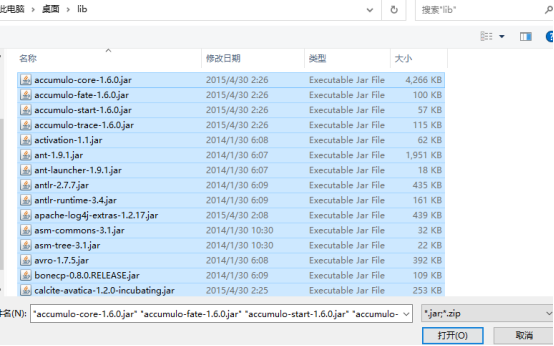 此电脑 > 桌面 > lib
搜索"lib"
名称 修改日期 类型 大小
accumulo-core-1.6.0.jar 2015/4/30 2:26 Executable Jar File 4,266 KB
accumulo-fate-1.6.0.jar 2015/4/30 2:26 Executable Jar File 100 KB
accumulo-start-1.6.0.jar 2015/4/30 2:26 Executable Jar File 57 KB
accumulo-trace-1.6.0.jar 2015/4/30 2:26 Executable Jar File 115 KB
activation-1.1.jar 2014/1/30 6:08 Executable Jar File 62 KB
ant-1.9.1.jar 2014/1/30 6:07 Executable Jar File 1,951 KB
ant-launcher-1.9.1.jar 2014/1/30 6:07 Executable Jar File 18 KB
antlr-2.7.7.jar 2014/1/30 6:09 Executable Jar File 435 KB
antlr-runtime-3.4.jar 2014/1/30 6:09 Executable Jar File 161 KB
apache-log4j-extras-1.2.17.jar 2015/4/30 2:08 Executable Jar File 439 KB
asm-commons-3.1.jar 2014/1/30 10:30 Executable Jar File 32 KB
asm-tree-3.1.jar 2014/1/30 10:30 Executable Jar File 22 KB
avro-1.7.5.jar 2014/1/30 6:08 Executable Jar File 392 KB
bonecp-0.8.0.RELEASE.jar 2014/1/30 6:09 Executable Jar File 109 KB
calcite-avatica-1.2.0-incubating.jar 2015/4/30 2:25 Executable Jar File 253 KB
件名(N): "accumulo-core-1.6.0.jar" "accumulo-fate-1.6.0.jar" "accumulo-start-1.6.0.jar" "accumulo- *.jar;*.zip
打开(O) 取消